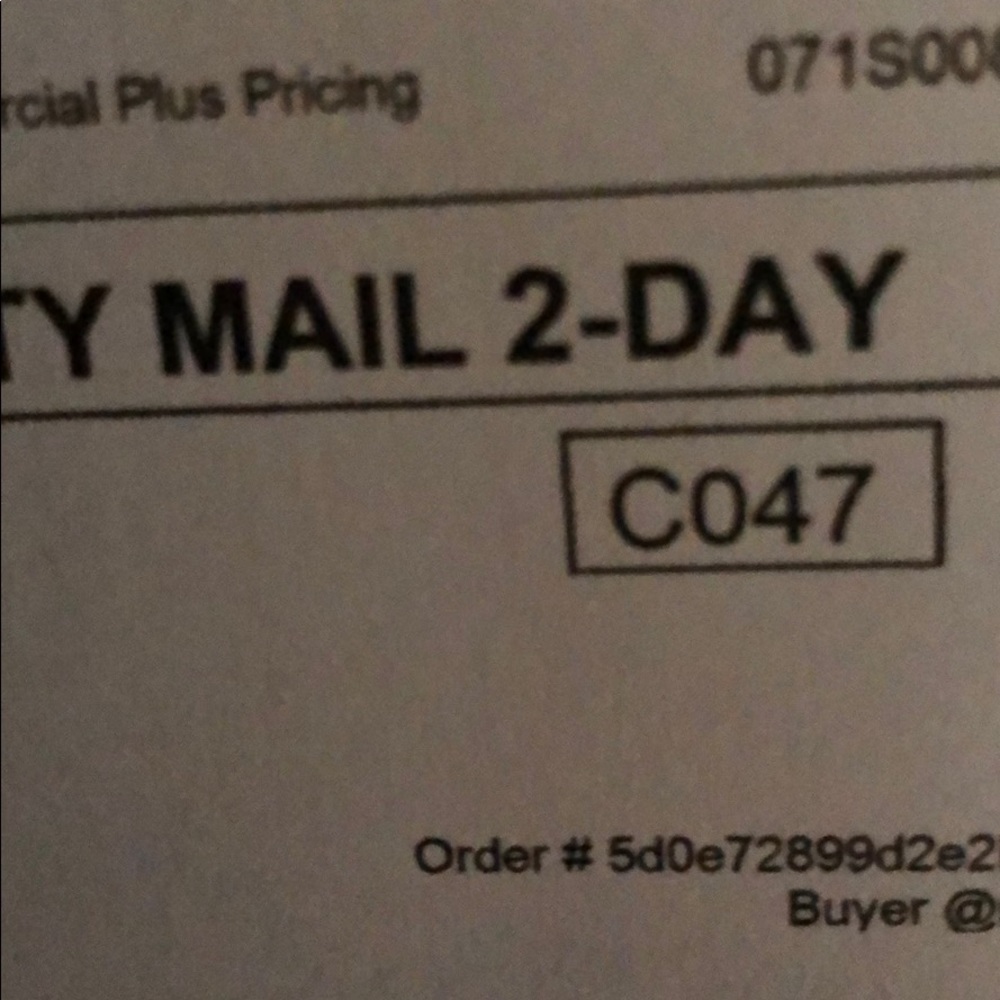 rcial Plus Pricing 071S00
TY MAIL 2-DAY
C047
Order # 5d0e72899d2e2
Buyer @